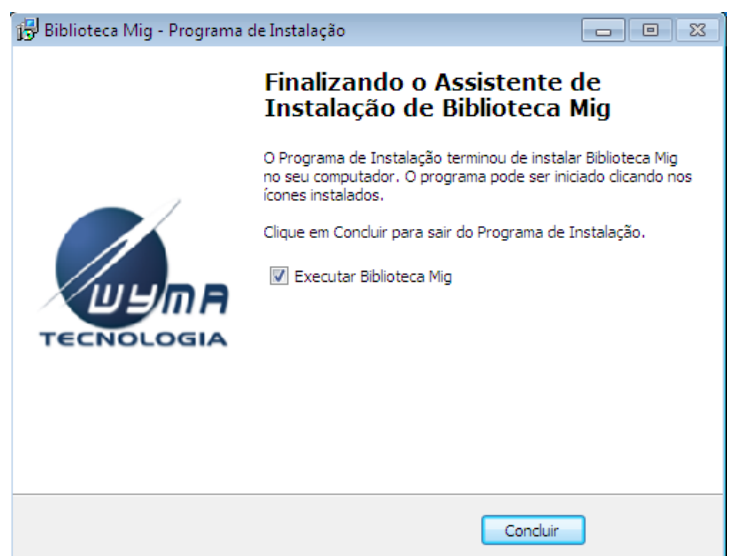 Biblioteca Mig - Programa de Instalação
Finalizando o Assistente de
Instalação de Biblioteca Mig
O Programa de Instalação terminou de instalar Biblioteca Mig
no seu computador. O programa pode ser iniciado clicando nos
ícones instalados.
Clique em Concluir para sair do Programa de Instalação.
Executar Biblioteca Mig
WYMA
TECNOLOGIA
Concluir